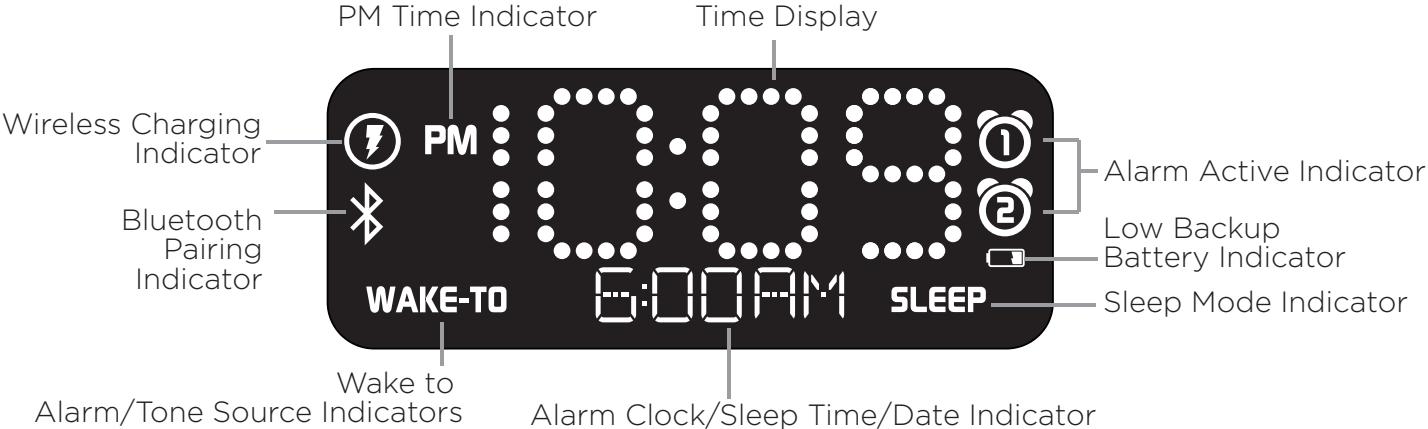 PM Time Indicator
Time Display
Wireless Charging
Indicator
PM
10:09
1
Alarm Active Indicator
2
Bluetooth
Pairing
Indicator
Low Backup
Battery Indicator
WAKE-TO
6:00AM
SLEEP
Sleep Mode Indicator
Wake to
Alarm/Tone Source Indicators
Alarm Clock/Sleep Time/Date Indicator